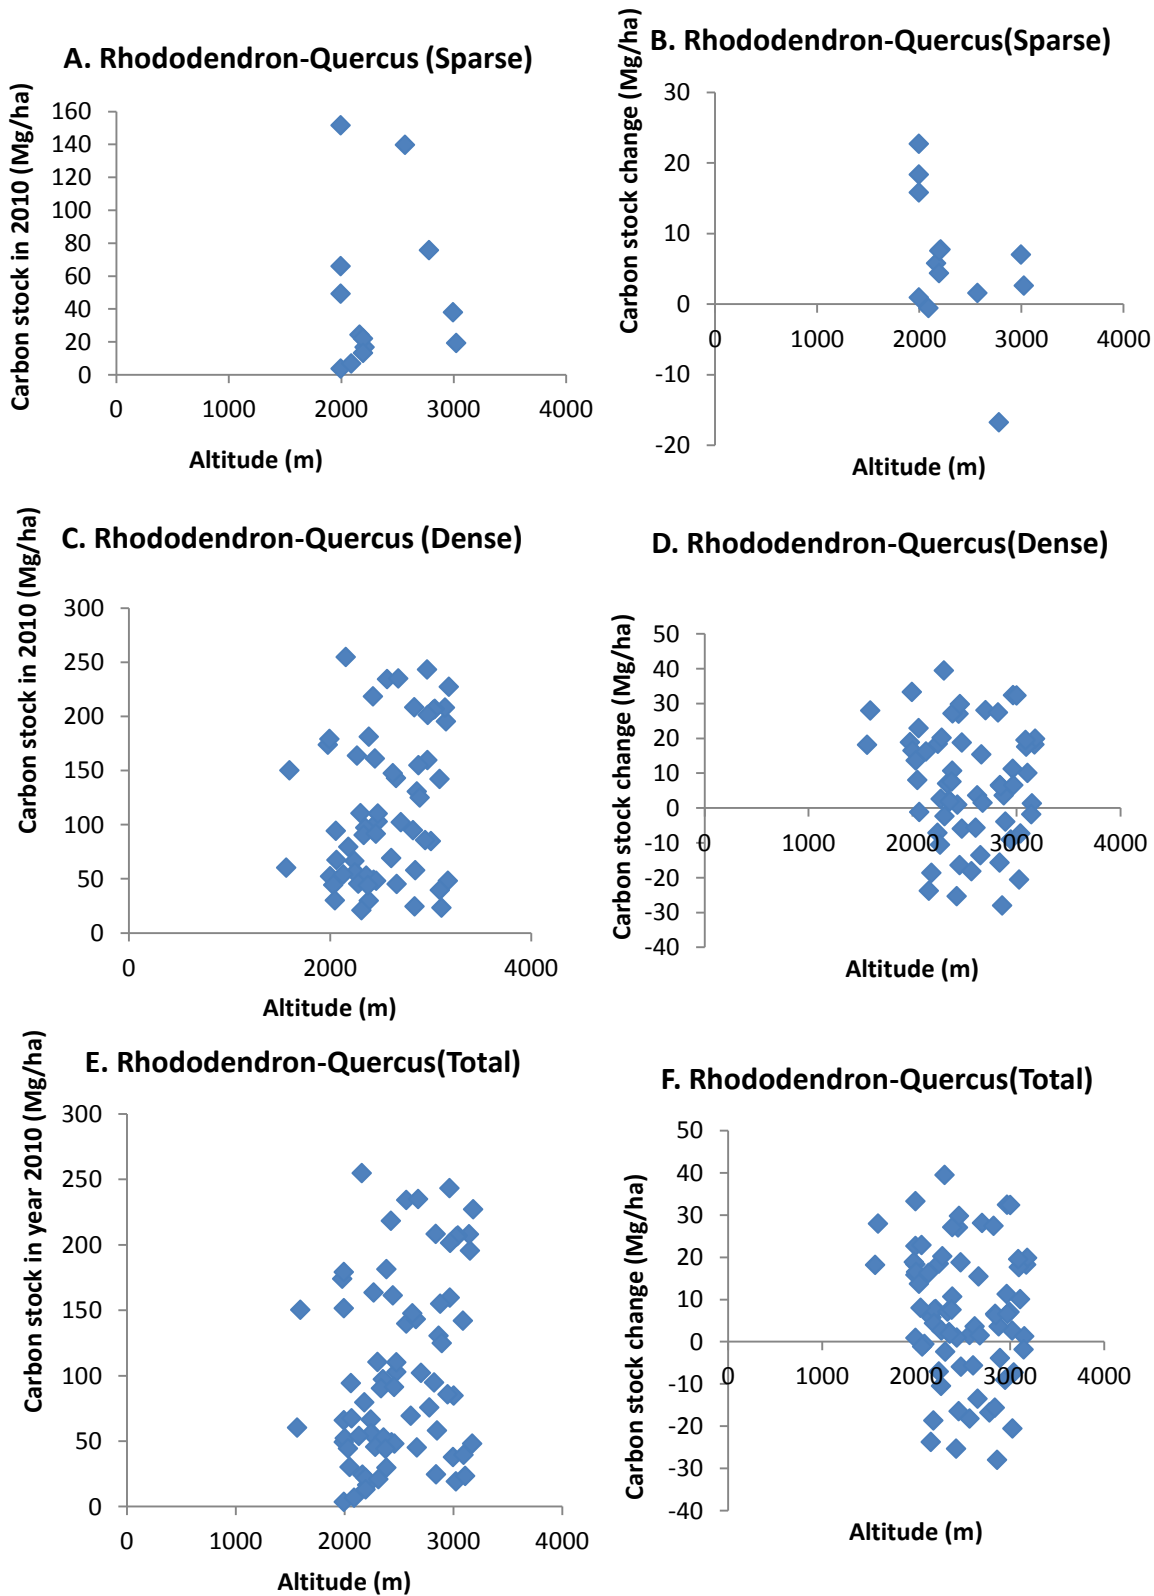 A. Rhododendron-Quercus (Sparse)
Carbon stock in 2010 (Mg/ha)
160
140
120
100
80
60
40
20
0
0 1000 2000 3000 4000
Altitude (m)
B. Rhododendron-Quercus(Sparse)
Carbon stock change (Mg/ha)
30
20
10
0
-10
-20
0 1000 2000 3000 4000
Altitude (m)
C. Rhododendron-Quercus (Dense)
Carbon stock in 2010 (Mg/ha)
300
250
200
150
100
50
0
0 2000 4000
Altitude (m)
D. Rhododendron-Quercus(Dense)
Carbon stock change (Mg/ha)
50
40
30
20
10
0
-10
-20
-30
-40
0 1000 2000 3000 4000
Altitude (m)
E. Rhododendron-Quercus(Total)
Carbon stock in year 2010 (Mg/ha)
300
250
200
150
100
50
0
0 1000 2000 3000 4000
Altitude (m)
F. Rhododendron-Quercus(Total)
Carbon stock change (Mg/ha)
50
40
30
20
10
0
-10
-20
-30
-40
0 1000 2000 3000 4000
Altitude (m)